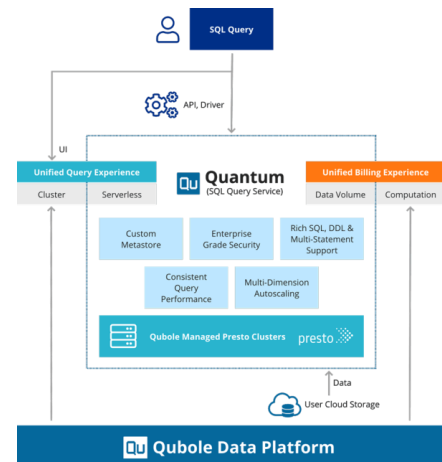 SQL Query
API, Driver
UI
Unified Query Experience
Cluster
Serverless
Qu Quantum
(SQL Query Service)
Unified Billing Experience
Data Volume
Computation
Custom
Metastore
Enterprise
Grade Security
Rich SQL, DDL &
Multi-Statement
Support
Consistent
Query
Performance
Multi-Dimension
Autoscaling
Qubole Managed Presto Clusters
presto
Data
User Cloud Storage
Qu Qubole Data Platform